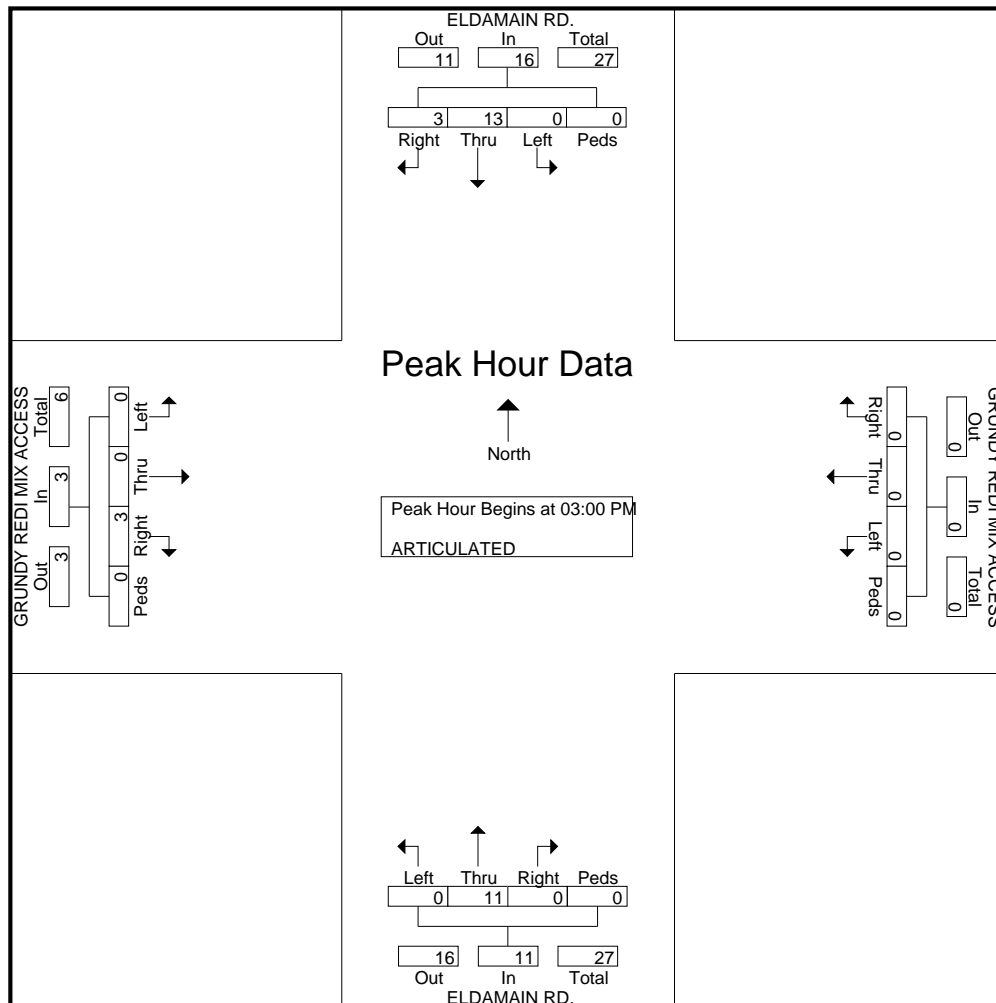 ELDAMAIN RD.
Out In Total
11 16 27
3 13 0 0
Right Thru Left Peds
Peak Hour Data
North
Peak Hour Begins at 03:00 PM
ARTICULATED
GRUNDY REDI MIX ACCESS
Out In Total
3 3 6
Left Thru Right Peds
0 0 3 0
GRUNDY REDI MIX ACCESS
Out In Total
0 0 0
Right Thru Left Peds
0 0 0 0
Left Thru Right Peds
0 11 0 0
16 11 27
Out In Total
ELDAMAIN RD.